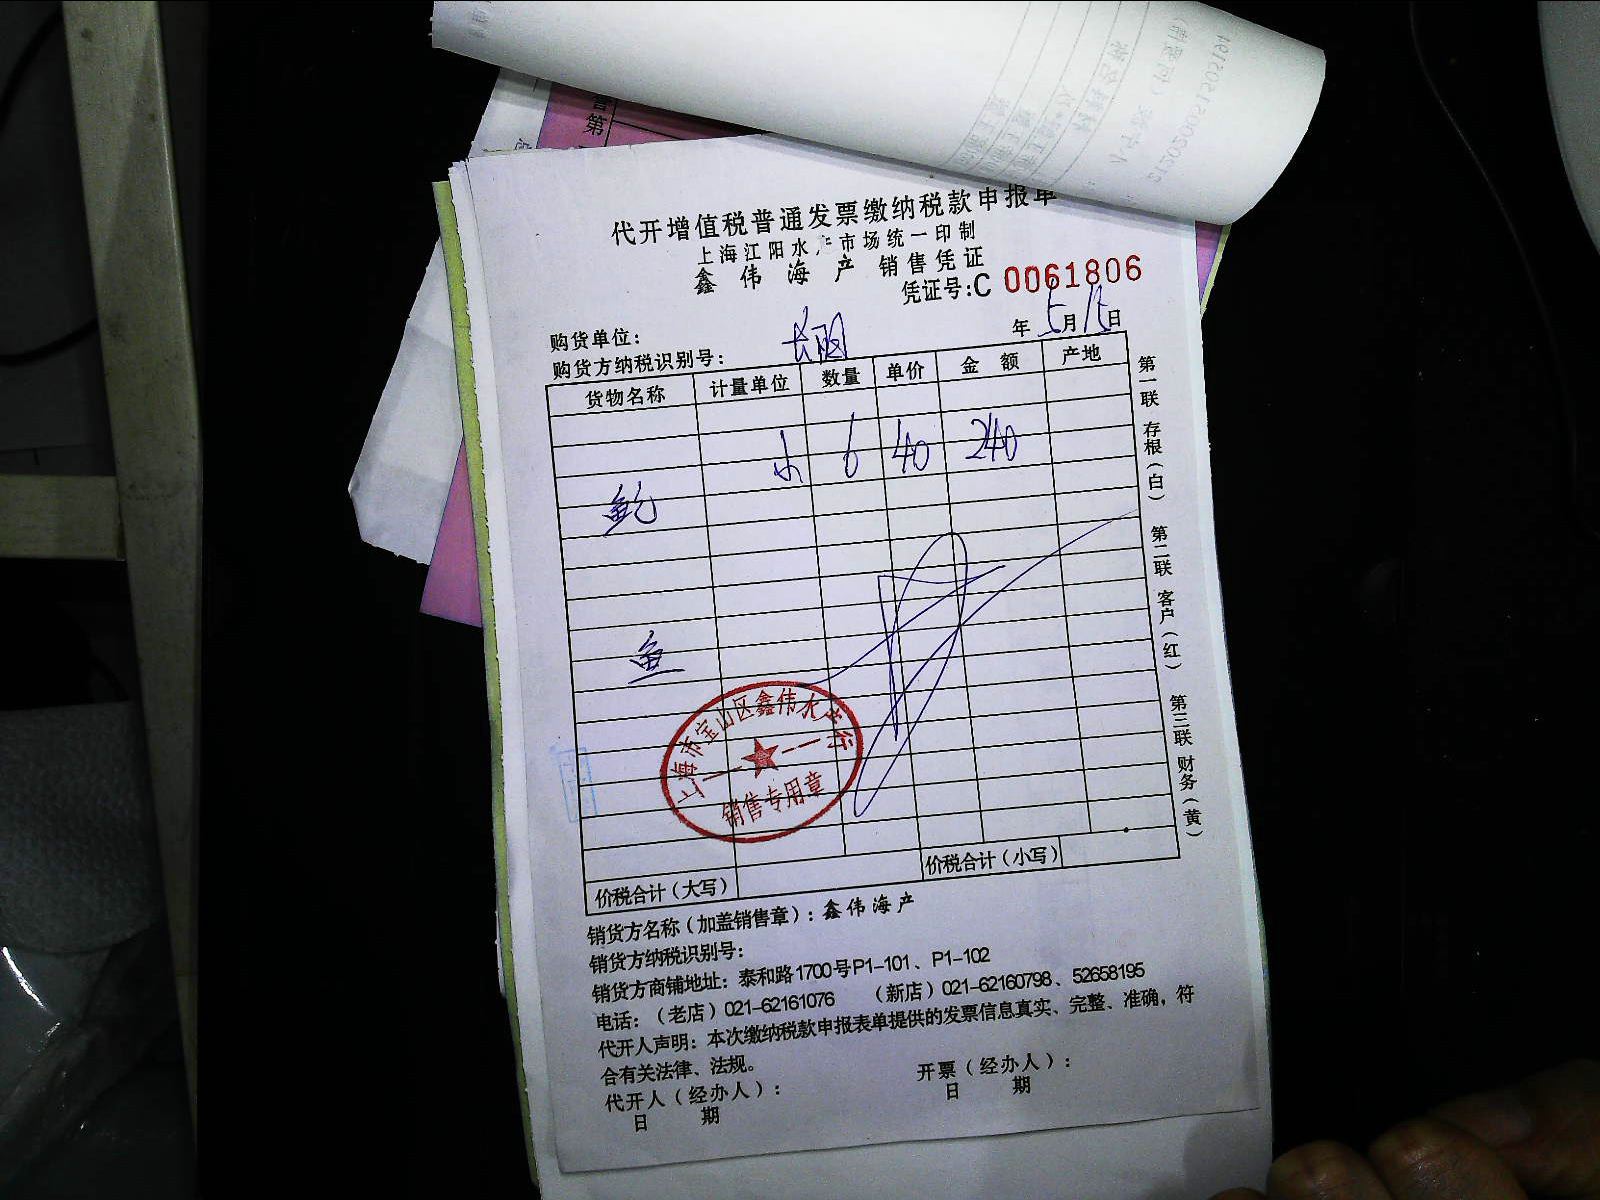 代开增值税普通发票缴纳税款申报单
上海江阳水产市场统一印制
鑫伟海产 销售凭证
凭证号:C 0061806
购货单位:
年 5月15日
购货方纳税识别号:
货物名称 计量单位 数量 单价 金额 产地
小 6 40 240
鲍
鱼
上海市宝山区鑫伟水产行
销售专用章
价税合计(大写) 价税合计(小写)
第一联 存根(白) 第二联 客户(红) 第三联 财务(黄)
销货方名称(加盖销售章):鑫伟海产
销货方纳税识别号:
销货方商铺地址:泰和路1700号P1-101、P1-102
电话:(老店)021-62161076 (新店)021-62160798、52658195
代开人声明:本次缴纳税款申报表单提供的发票信息真实、完整、准确,符
合有关法律、法规。
代开人(经办人): 开票(经办人):
日 期 日 期